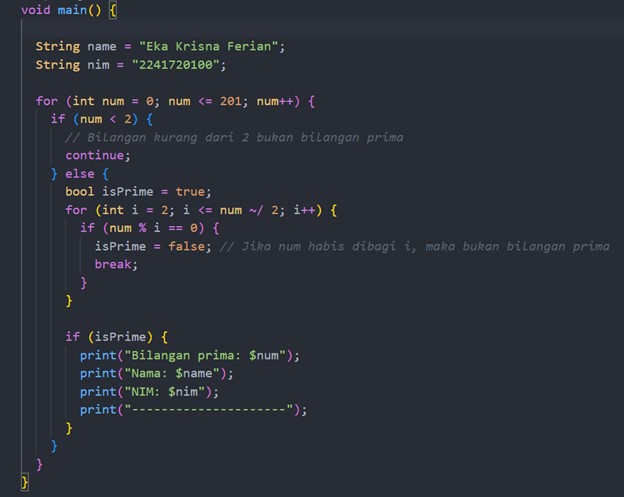 void main() {
String name = "Eka Krisna Ferian";
String nim = "2241720100";
for (int num = 0; num <= 201; num++) {
if (num < 2) {
// Bilangan kurang dari 2 bukan bilangan prima
continue;
} else {
bool isPrime = true;
for (int i = 2; i <= num ~/ 2; i++) {
if (num % i == 0) {
isPrime = false; // Jika num habis dibagi i, maka bukan bilangan prima
break;
}
}
if (isPrime) {
print("Bilangan prima: $num");
print("Nama: $name");
print("NIM: $nim");
print("---------------------");
}
}
}
}